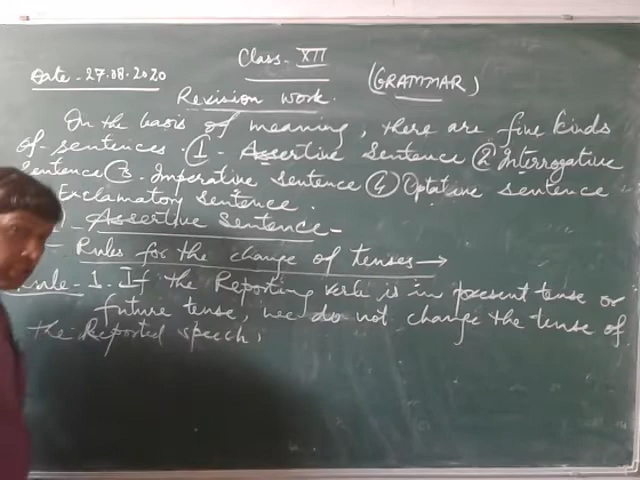 Class - XII
Date - 27.08.2020
(GRAMMAR)
Revision work.
On the basis of meaning, there are five kinds
of sentences. ① - Assertive Sentence ② Interrogative
Sentence ③ - Imperative sentence ④ Optative sentence
Exclamatory sentence.
- Assertive Sentence -
- Rules for the change of tenses →
Rule - 1. If the Reporting verb is in present tense or
future tense, we do not change the tense of
the Reported speech.